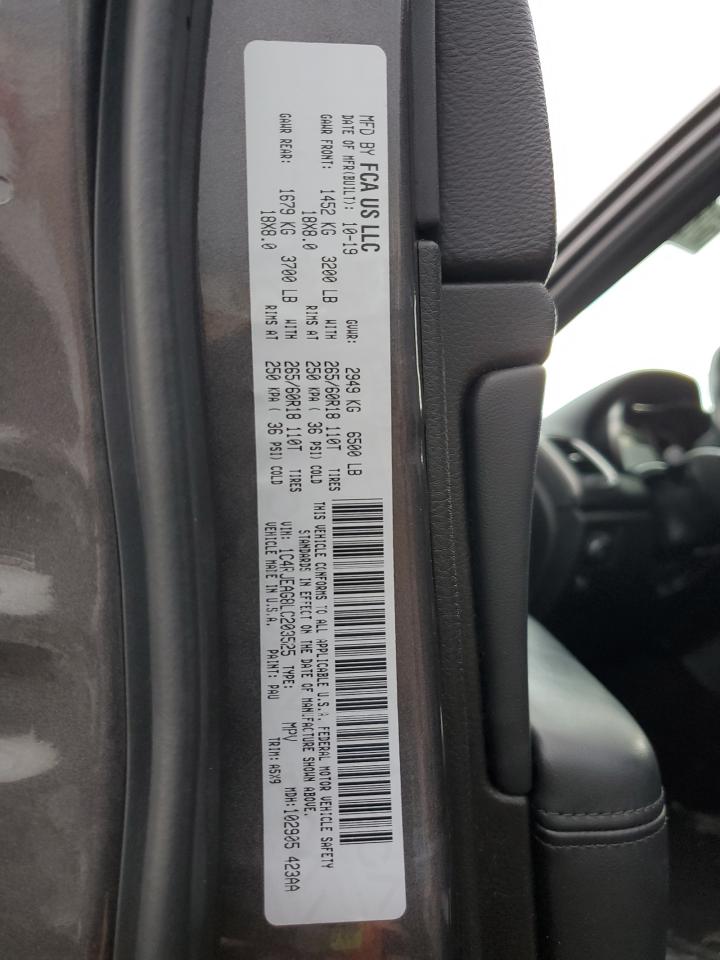 MFD BY FCA US LLC
DATE OF MFR(BUILT): 10-19 GVWR: 2949 KG 6500 LB
GAWR FRONT: 1452 KG 3200 LB WITH 265/60R18 110T TIRES
18X8.0 RIMS AT 250 KPA ( 36 PSI) COLD
GAWR REAR: 1679 KG 3700 LB WITH 265/60R18 110T TIRES
18X8.0 RIMS AT 250 KPA ( 36 PSI) COLD
THIS VEHICLE CONFORMS TO ALL APPLICABLE U.S.A. FEDERAL MOTOR VEHICLE SAFETY
STANDARDS IN EFFECT ON THE DATE OF MANUFACTURE SHOWN ABOVE.
VIN: 1C4RJEAG8LC203525 TYPE: MPV MDH:102905 423AA
VEHICLE MADE IN U.S.A. PAINT: PAU TRIM: A5X9